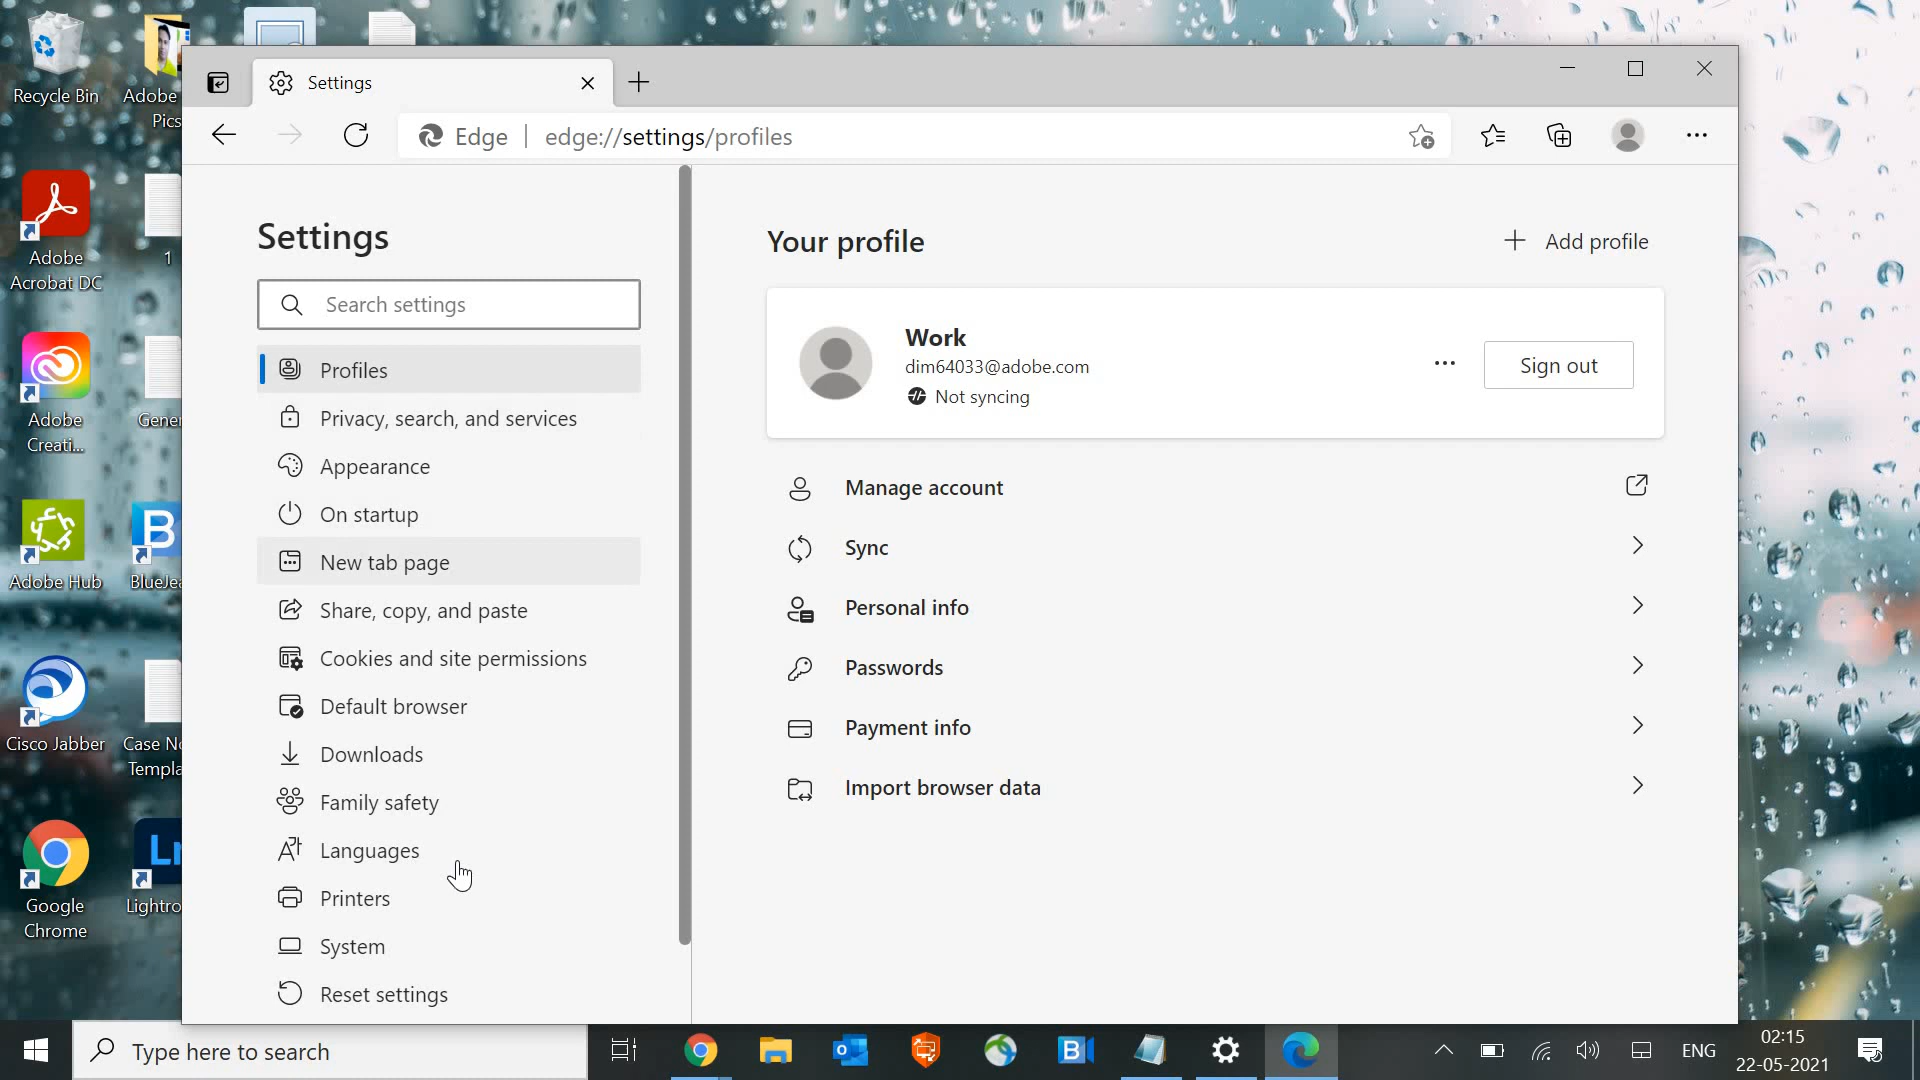 Recycle Bin
Adobe
Pics
Adobe
Acrobat DC
1
Adobe
Creati...
Gener
Adobe Hub
BlueJea
Cisco Jabber
Case No
Templa
Google
Chrome
Lightro
Settings
Edge
edge://settings/profiles
Settings
Search settings
Profiles
Privacy, search, and services
Appearance
On startup
New tab page
Share, copy, and paste
Cookies and site permissions
Default browser
Downloads
Family safety
Languages
Printers
System
Reset settings
Your profile
Add profile
Work
dim64033@adobe.com
Not syncing
Sign out
Manage account
Sync
Personal info
Passwords
Payment info
Import browser data
Type here to search
ENG
02:15
22-05-2021